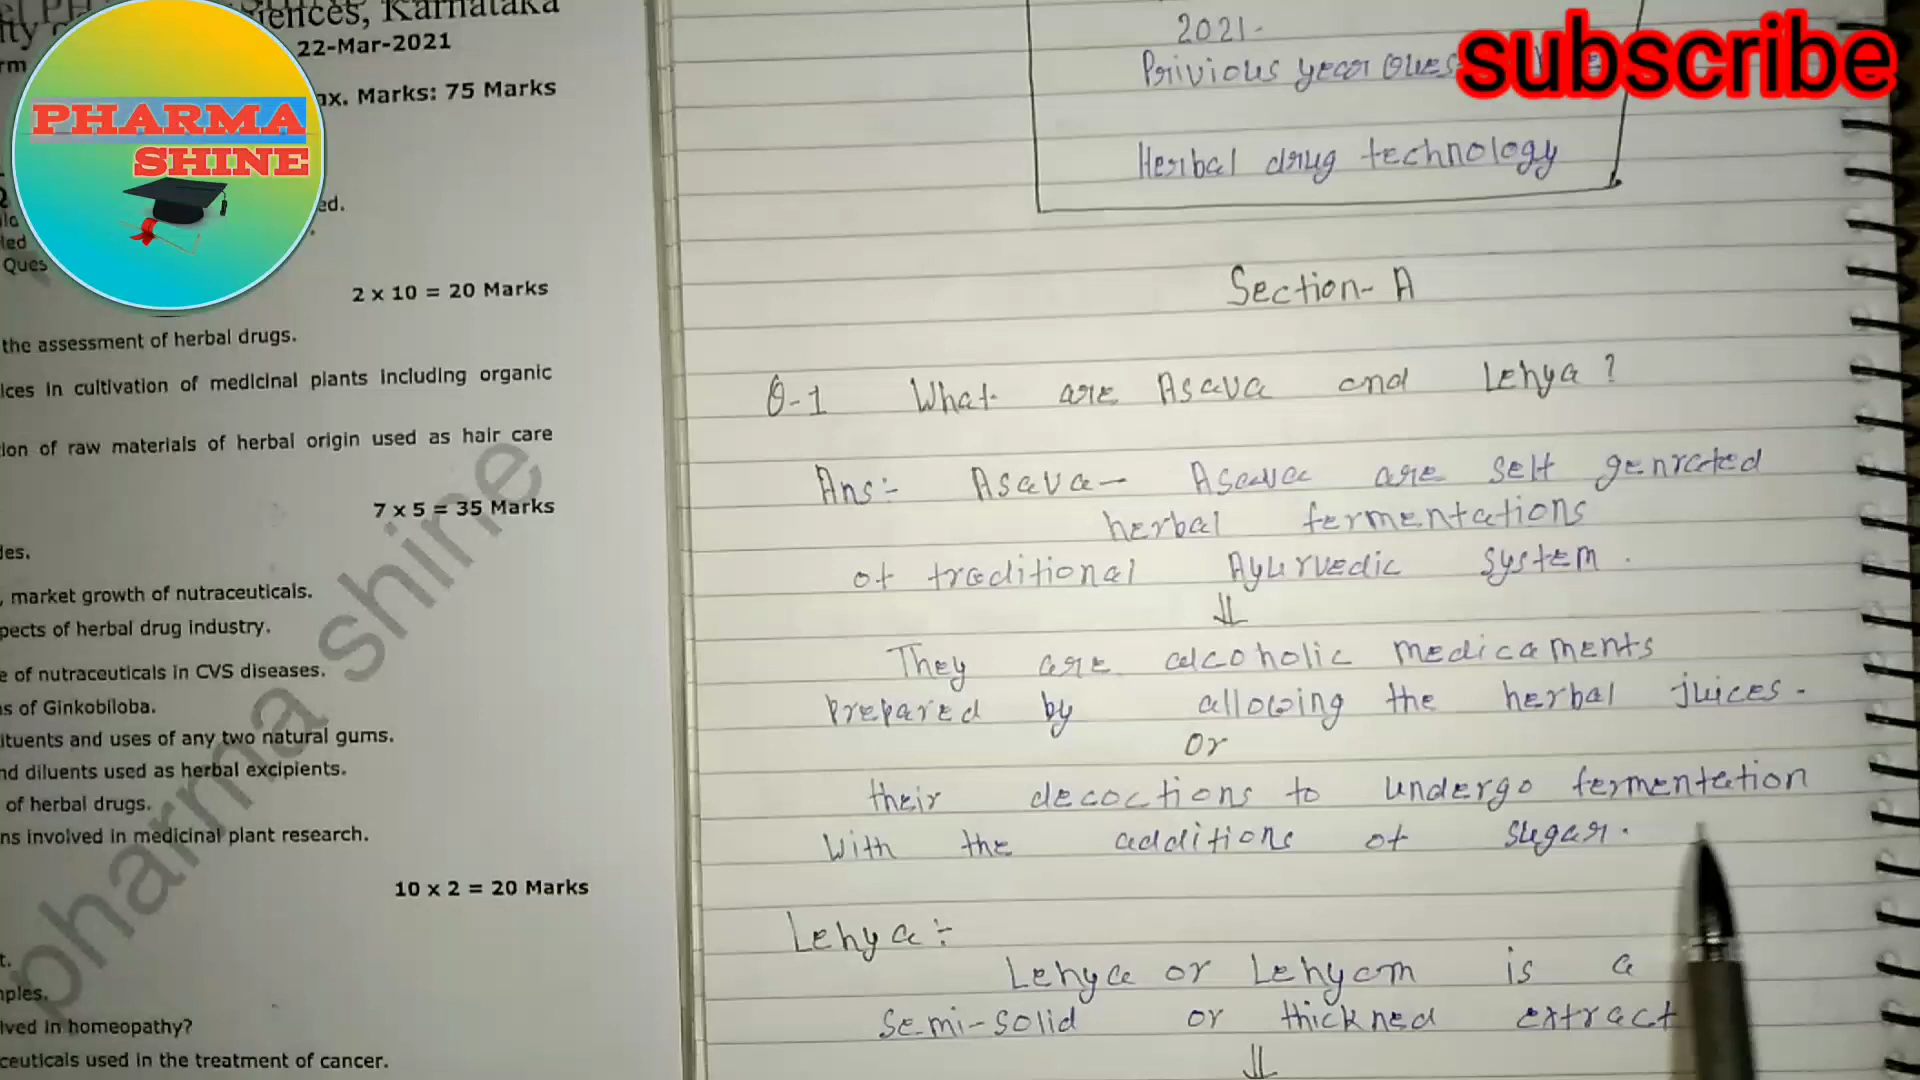 ences, Karnataka
22-Mar-2021
ax. Marks: 75 Marks
PHARMA
SHINE
ed.
led
Ques
2 x 10 = 20 Marks
the assessment of herbal drugs.
ices in cultivation of medicinal plants including organic
ion of raw materials of herbal origin used as hair care
7 x 5 = 35 Marks
des.
, market growth of nutraceuticals.
pects of herbal drug industry.
e of nutraceuticals in CVS diseases.
ns of Ginkobiloba.
ituents and uses of any two natural gums.
nd diluents used as herbal excipients.
of herbal drugs.
ns involved in medicinal plant research.
10 x 2 = 20 Marks
t.
nples.
lved in homeopathy?
ceuticals used in the treatment of cancer.
pharma shine
subscribe
2021-
Privious year Ques
Herbal drug technology
Section-A
Q-1 What are Asava and Lehya?
Ans:- Asava- Asava are self genrated
herbal fermentations
of traditional Ayurvedic system.
They are alcoholic medicaments
prepared by allowing the herbal juices.
or
their decoctions to undergo fermentation
with the additions of sugar.
Lehya:-
Lehya or Lehyam is a
semi-solid or thickned extract